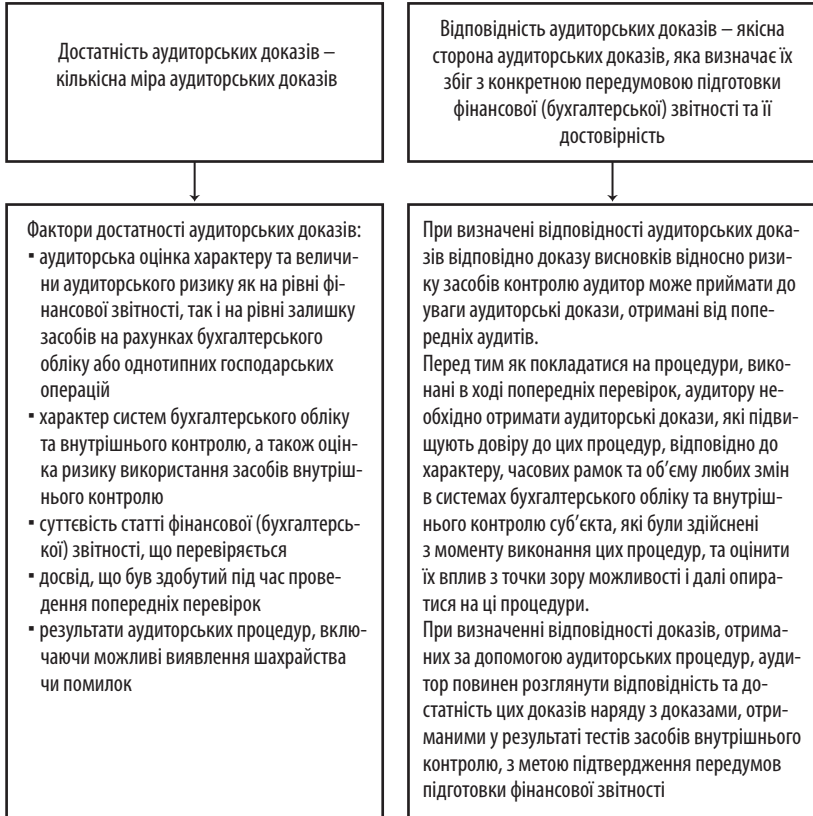 Достатність аудиторських доказів –
кількісна міра аудиторських доказів
Відповідність аудиторських доказів – якісна
сторона аудиторських доказів, яка визначає їх
збіг з конкретною передумовою підготовки
фінансової (бухгалтерської) звітності та її
достовірність
Фактори достатності аудиторських доказів:
▪ аудиторська оцінка характеру та величи-
ни аудиторського ризику як на рівні фі-
нансової звітності, так і на рівні залишку
засобів на рахунках бухгалтерського
обліку або однотипних господарських
операцій
▪ характер систем бухгалтерського обліку
та внутрішнього контролю, а також оцін-
ка ризику використання засобів внутріш-
нього контролю
▪ суттєвість статті фінансової (бухгалтерсь-
кої) звітності, що перевіряється
▪ досвід, що був здобутий під час прове-
дення попередніх перевірок
▪ результати аудиторських процедур, вклю-
чаючи можливі виявлення шахрайства
чи помилок
При визначені відповідності аудиторських дока-
зів відповідно доказу висновків відносно ризи-
ку засобів контролю аудитор може приймати до
уваги аудиторські докази, отримані від попе-
редніх аудитів.
Перед тим як покладатися на процедури, вико-
нані в ході попередніх перевірок, аудитору не-
обхідно отримати аудиторські докази, які підви-
щують довіру до цих процедур, відповідно до
характеру, часових рамок та об’єму любих змін
в системах бухгалтерського обліку та внутріш-
нього контролю суб’єкта, які були здійснені
з моменту виконання цих процедур, та оцінити
їх вплив з точки зору можливості і далі опира-
тися на ці процедури.
При визначенні відповідності доказів, отрима-
них за допомогою аудиторських процедур, ауди-
тор повинен розглянути відповідність та до-
статність цих доказів наряду з доказами, отри-
маними у результаті тестів засобів внутрішнього
контролю, з метою підтвердження передумов
підготовки фінансової звітності